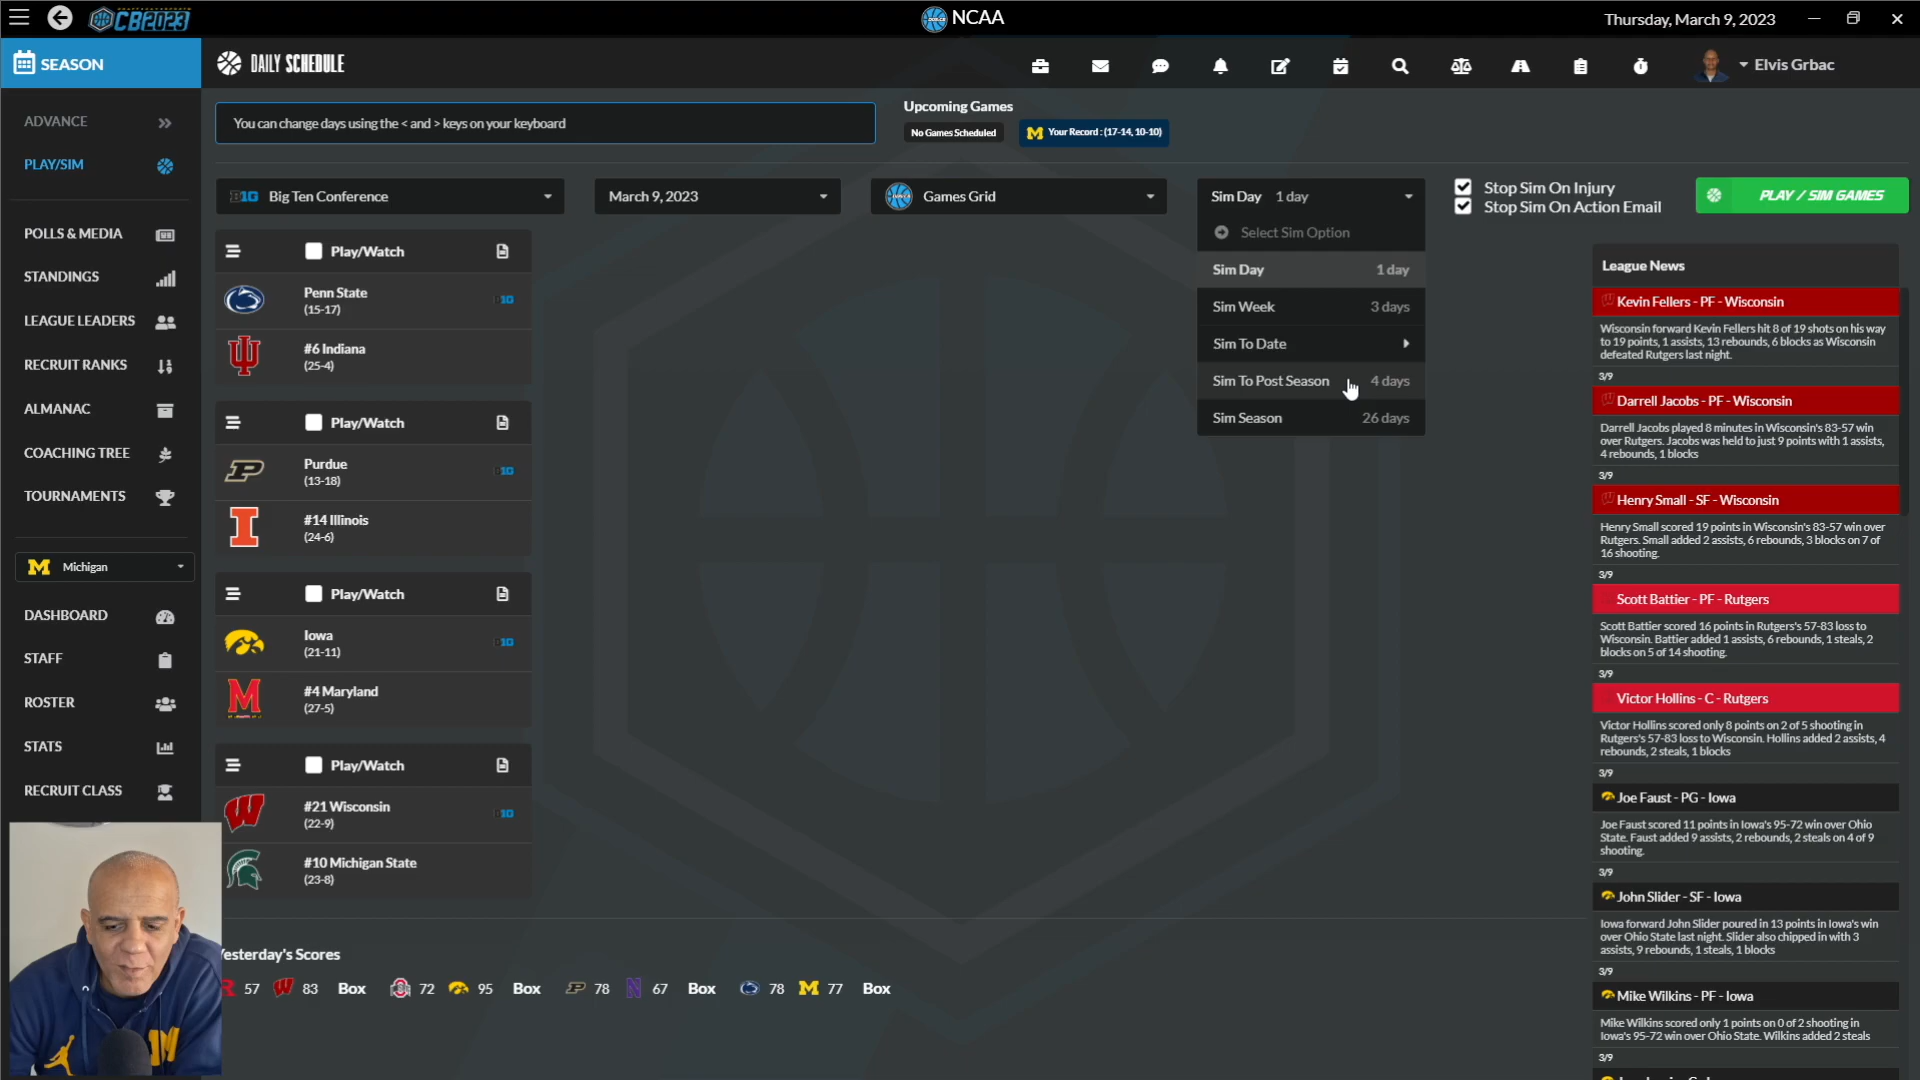 CB2023
NCAA
Thursday, March 9, 2023
SEASON
DAILY SCHEDULE
Elvis Grbac
ADVANCE
PLAY/SIM
POLLS & MEDIA
STANDINGS
LEAGUE LEADERS
RECRUIT RANKS
ALMANAC
COACHING TREE
TOURNAMENTS
Michigan
DASHBOARD
STAFF
ROSTER
STATS
RECRUIT CLASS
You can change days using the < and > keys on your keyboard
Upcoming Games
No Games Scheduled
Your Record : (17-14, 10-10)
B1G Big Ten Conference
March 9, 2023
Games Grid
Sim Day 1 day
Select Sim Option
Sim Day 1 day
Sim Week 3 days
Sim To Date
Sim To Post Season 4 days
Sim Season 26 days
Stop Sim On Injury
Stop Sim On Action Email
PLAY / SIM GAMES
Play/Watch
Penn State
(15-17)
B1G
#6 Indiana
(25-4)
Play/Watch
Purdue
(13-18)
B1G
#14 Illinois
(24-6)
Play/Watch
Iowa
(21-11)
B1G
#4 Maryland
(27-5)
Play/Watch
#21 Wisconsin
(22-9)
B1G
#10 Michigan State
(23-8)
Yesterday's Scores
57 83 Box 72 95 Box 78 67 Box 78 77 Box
League News
Kevin Fellers - PF - Wisconsin
Wisconsin forward Kevin Fellers hit 8 of 19 shots on his way
to 19 points, 1 assists, 13 rebounds, 6 blocks as Wisconsin
defeated Rutgers last night.
3/9
Darrell Jacobs - PF - Wisconsin
Darrell Jacobs played 8 minutes in Wisconsin's 83-57 win
over Rutgers. Jacobs was held to just 9 points with 1 assists,
4 rebounds, 1 blocks
3/9
Henry Small - SF - Wisconsin
Henry Small scored 19 points in Wisconsin's 83-57 win over
Rutgers. Small added 2 assists, 6 rebounds, 3 blocks on 7 of
16 shooting.
3/9
Scott Battier - PF - Rutgers
Scott Battier scored 16 points in Rutgers's 57-83 loss to
Wisconsin. Battier added 1 assists, 6 rebounds, 1 steals, 2
blocks on 5 of 14 shooting.
3/9
Victor Hollins - C - Rutgers
Victor Hollins scored only 8 points on 2 of 5 shooting in
Rutgers's 57-83 loss to Wisconsin. Hollins added 2 assists, 4
rebounds, 2 steals, 1 blocks
3/9
Joe Faust - PG - Iowa
Joe Faust scored 11 points in Iowa's 95-72 win over Ohio
State. Faust added 9 assists, 2 rebounds, 2 steals on 4 of 9
shooting.
3/9
John Slider - SF - Iowa
Iowa forward John Slider poured in 13 points in Iowa's win
over Ohio State last night. Slider also chipped in with 3
assists, 9 rebounds, 1 steals, 1 blocks
3/9
Mike Wilkins - PF - Iowa
Mike Wilkins scored only 1 points on 0 of 2 shooting in
Iowa's 95-72 win over Ohio State. Wilkins added 2 steals
3/9